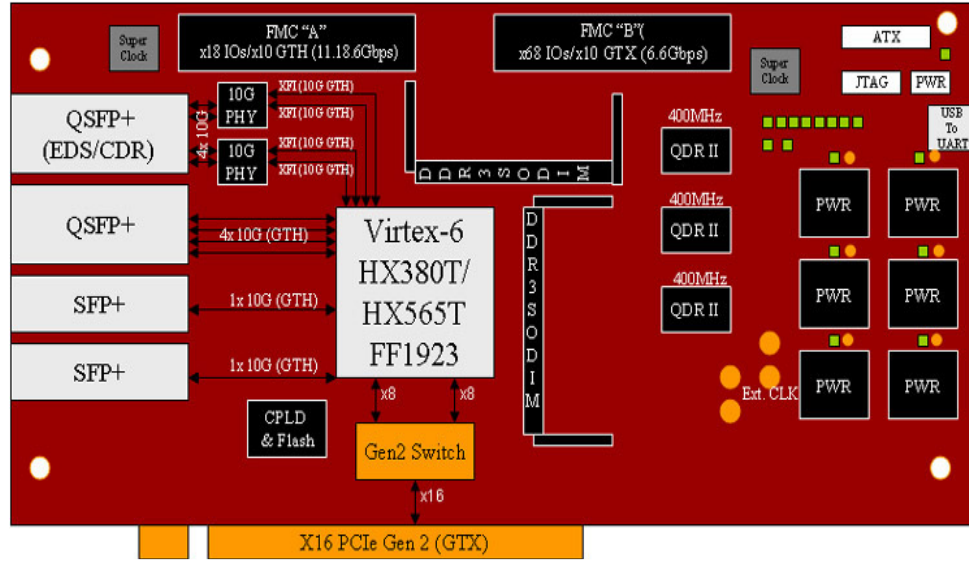 Super
Clock
FMC "A"
x18 IOs/x10 GTH (11.18.6Gbps)
FMC "B"(
x68 IOs/x10 GTX (6.6Gbps)
Super
Clock
ATX
JTAG
PWR
USB
To
UART
QSFP+
(EDS/CDR)
4x 10G
10G
PHY
10G
PHY
XFI (10G GTH)
XFI (10G GTH)
XFI (10G GTH)
XFI (10G GTH)
DDR3SODIM
400MHz
QDR II
400MHz
QDR II
400MHz
QDR II
PWR
PWR
PWR
PWR
PWR
PWR
QSFP+
4x 10G (GTH)
SFP+
1x 10G (GTH)
SFP+
1x 10G (GTH)
Virtex-6
HX380T/
HX565T
FF1923
DDR3SODIM
Ext. CLK
x8
x8
CPLD
& Flash
Gen2 Switch
x16
X16 PCIe Gen 2 (GTX)